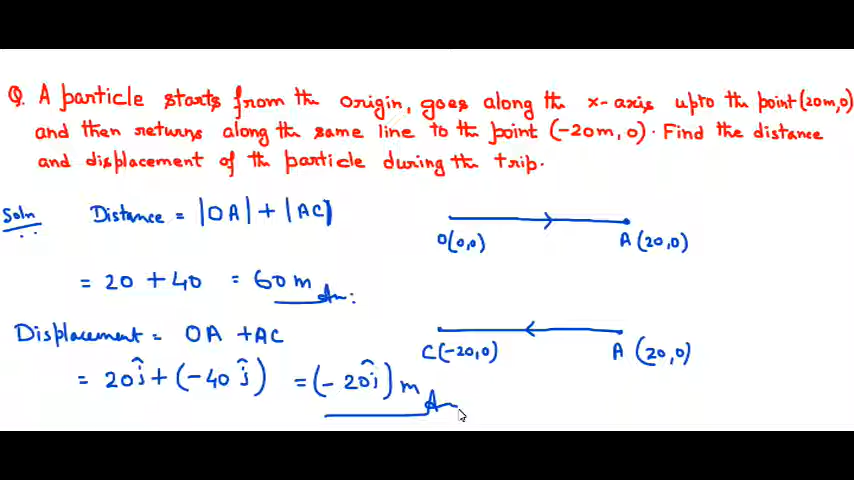 Q. A particle starts from the origin, goes along the x-axis upto the point (20m,0)
and then returns along the same line to the point (-20m, 0). Find the distance
and displacement of the particle during the trip.
Soln
Distance = |OA| + |AC|
O(0,0)
A (20,0)
= 20 + 40 = 60 m Ans:
Displacement = OA + AC
C(-20,0)
A (20,0)
= 20î + (-40 ĵ) = (-20î) m
Ans